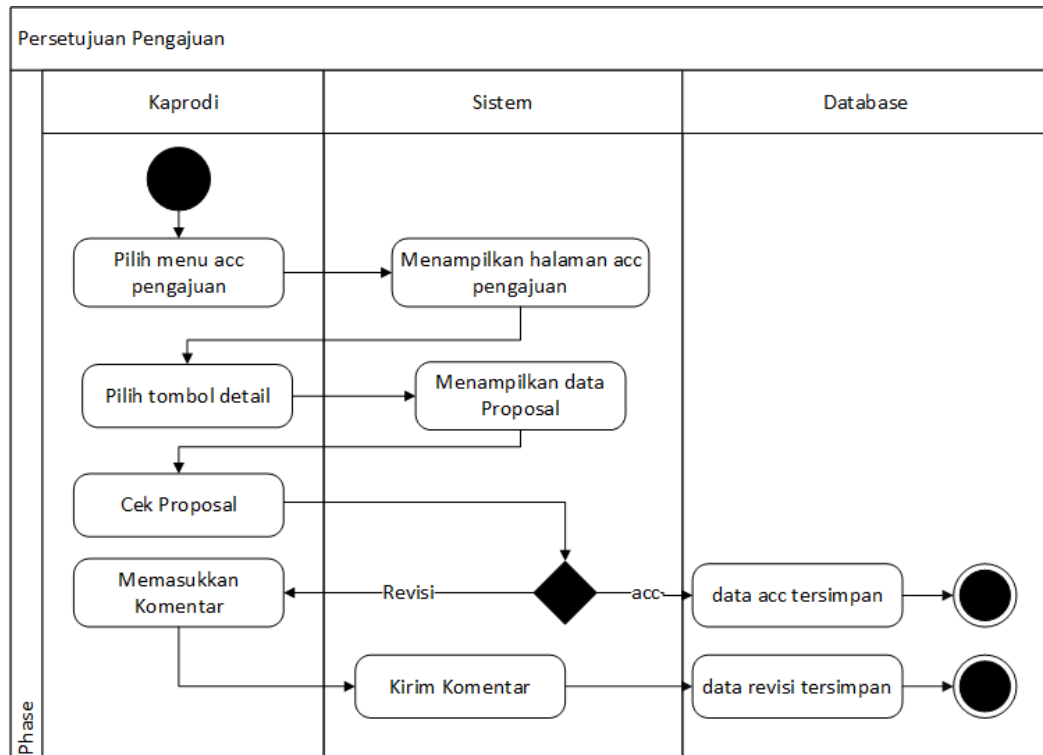 Persetujuan Pengajuan
Kaprodi
Sistem
Database
Pilih menu acc
pengajuan
Menampilkan halaman acc
pengajuan
Pilih tombol detail
Menampilkan data
Proposal
Cek Proposal
Memasukkan
Komentar
Revisi
acc
data acc tersimpan
Kirim Komentar
data revisi tersimpan
Phase